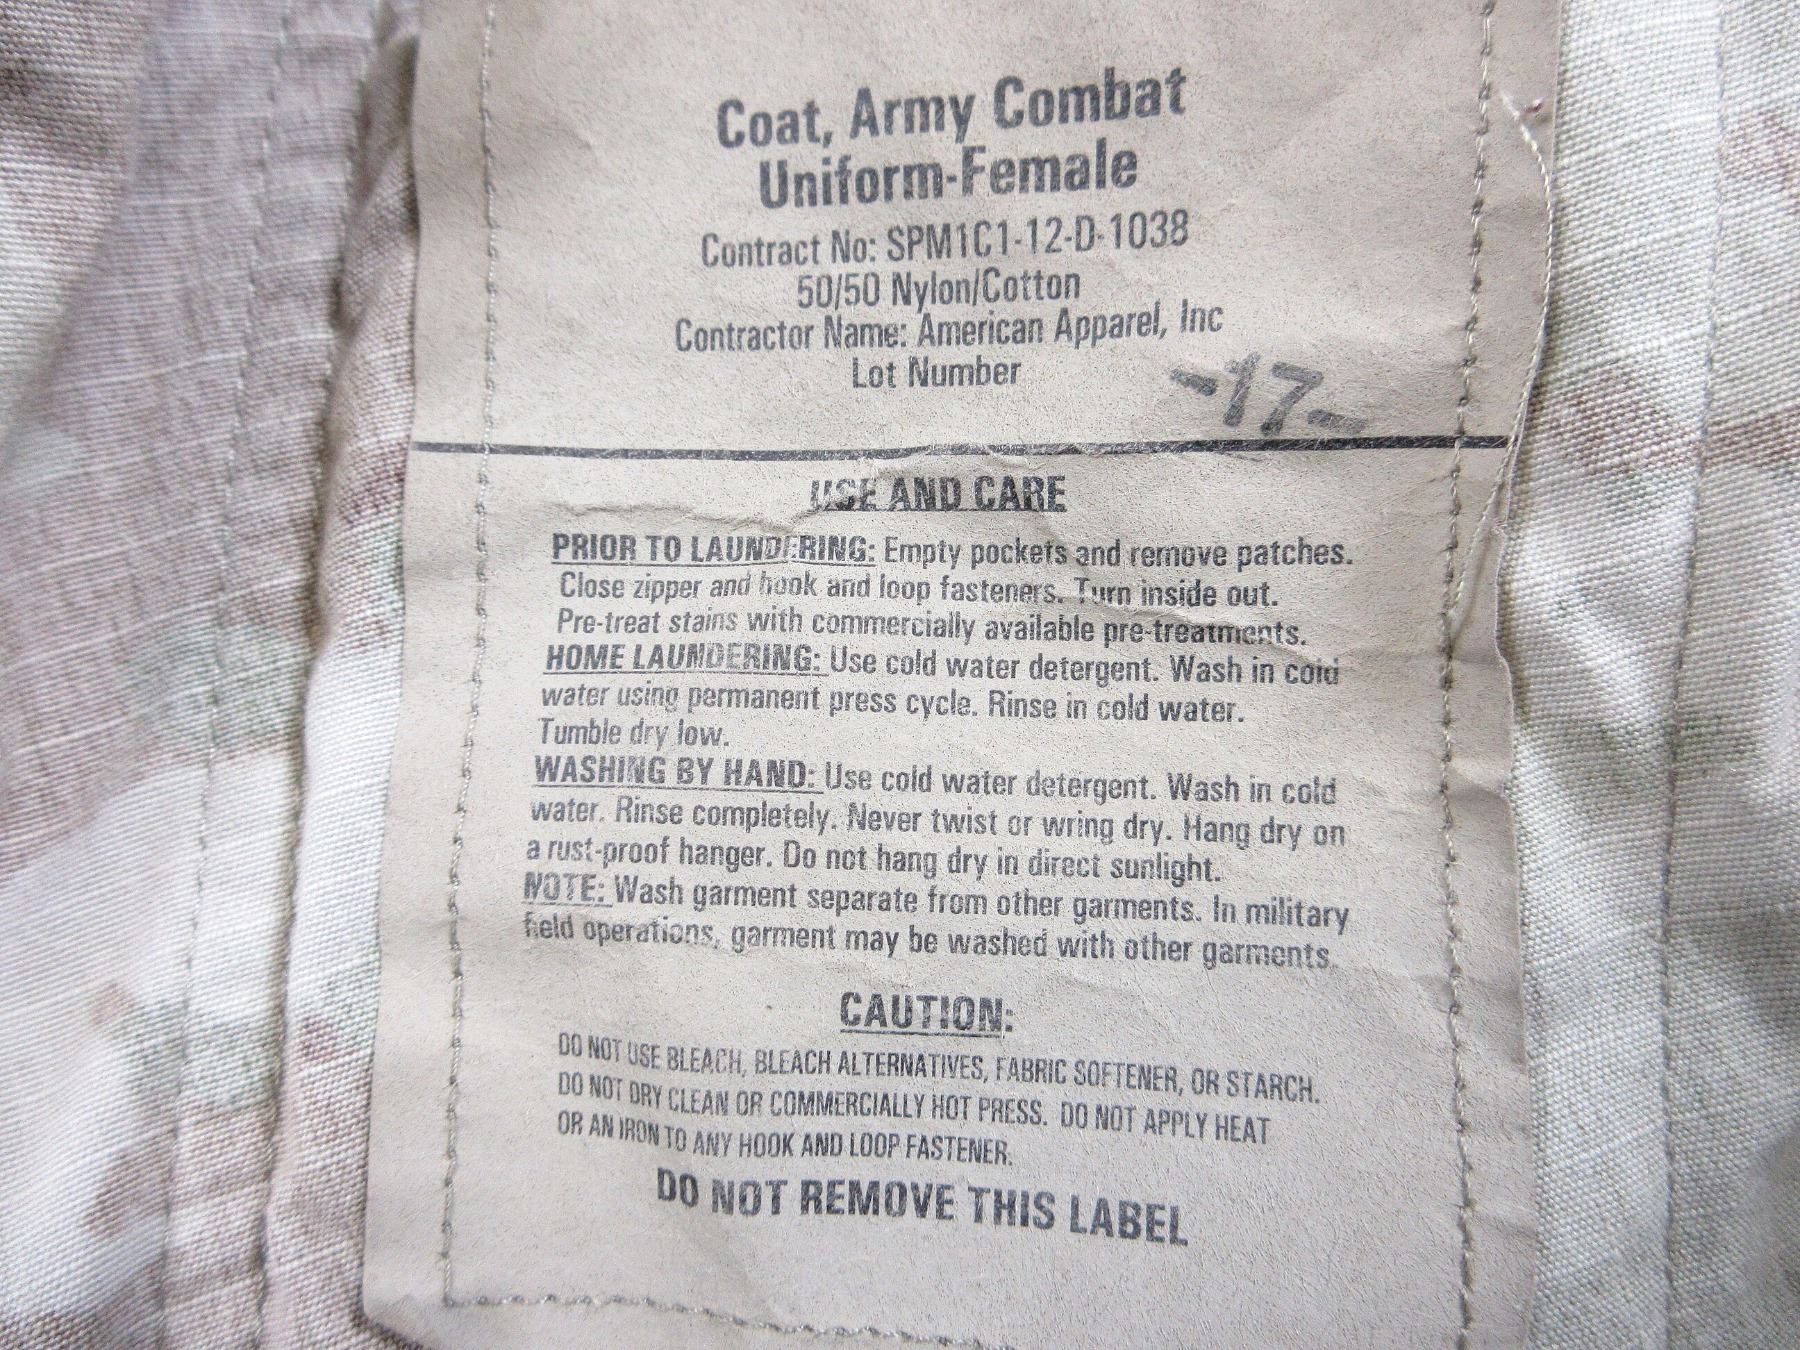 Coat, Army Combat
Uniform-Female
Contract No: SPM1C1-12-D-1038
50/50 Nylon/Cotton
Contractor Name: American Apparel, Inc
Lot Number
-17-
USE AND CARE
PRIOR TO LAUNDERING: Empty pockets and remove patches.
Close zipper and hook and loop fasteners. Turn inside out.
Pre-treat stains with commercially available pre-treatments.
HOME LAUNDERING: Use cold water detergent. Wash in cold
water using permanent press cycle. Rinse in cold water.
Tumble dry low.
WASHING BY HAND: Use cold water detergent. Wash in cold
water. Rinse completely. Never twist or wring dry. Hang dry on
a rust-proof hanger. Do not hang dry in direct sunlight.
NOTE: Wash garment separate from other garments. In military
field operations, garment may be washed with other garments.
CAUTION:
DO NOT USE BLEACH, BLEACH ALTERNATIVES, FABRIC SOFTENER, OR STARCH.
DO NOT DRY CLEAN OR COMMERCIALLY HOT PRESS. DO NOT APPLY HEAT
OR AN IRON TO ANY HOOK AND LOOP FASTENER.
DO NOT REMOVE THIS LABEL